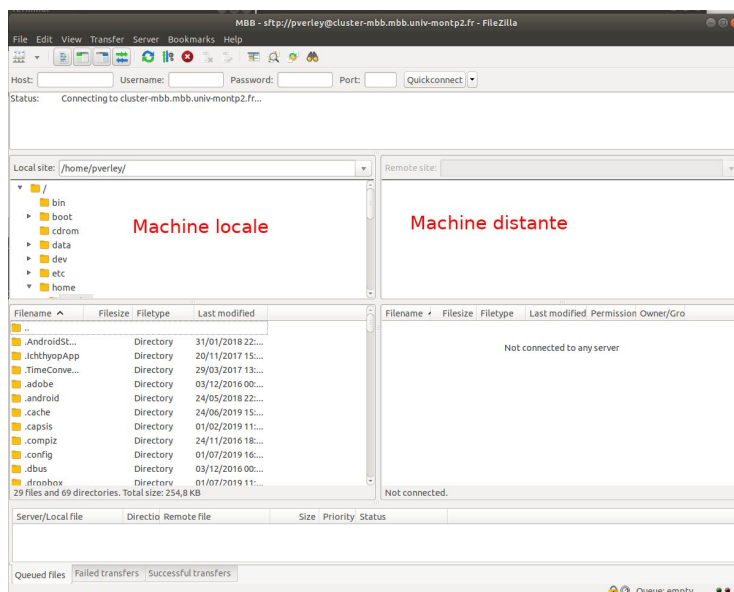 MBB - sftp://pverley@cluster-mbb.mbb.univ-montp2.fr - FileZilla
File Edit View Transfer Server Bookmarks Help
Host: Username: Password: Port: Quickconnect
Status: Connecting to cluster-mbb.mbb.univ-montp2.fr...
Local site: /home/pverley/
Remote site:
/
bin
boot
cdrom
data
dev
etc
home
Machine locale
Machine distante
Filename Filesize Filetype Last modified
..
.AndroidSt... Directory 31/01/2018 22:...
.IchthyopApp Directory 20/11/2017 15:...
.TimeConve... Directory 29/03/2017 13:...
.adobe Directory 03/12/2016 00:...
.android Directory 24/05/2018 22:...
.cache Directory 24/06/2019 15:...
.capsis Directory 01/02/2019 11:...
.compiz Directory 24/11/2016 18:...
.config Directory 01/07/2019 16:...
.dbus Directory 03/12/2016 00:...
.dropbox Directory 01/07/2019 11:...
29 files and 69 directories. Total size: 254,8 KB
Filename Filesize Filetype Last modified Permission Owner/Gro
Not connected to any server
Not connected.
Server/Local file Directio Remote file Size Priority Status
Queued files Failed transfers Successful transfers
Queue: empty